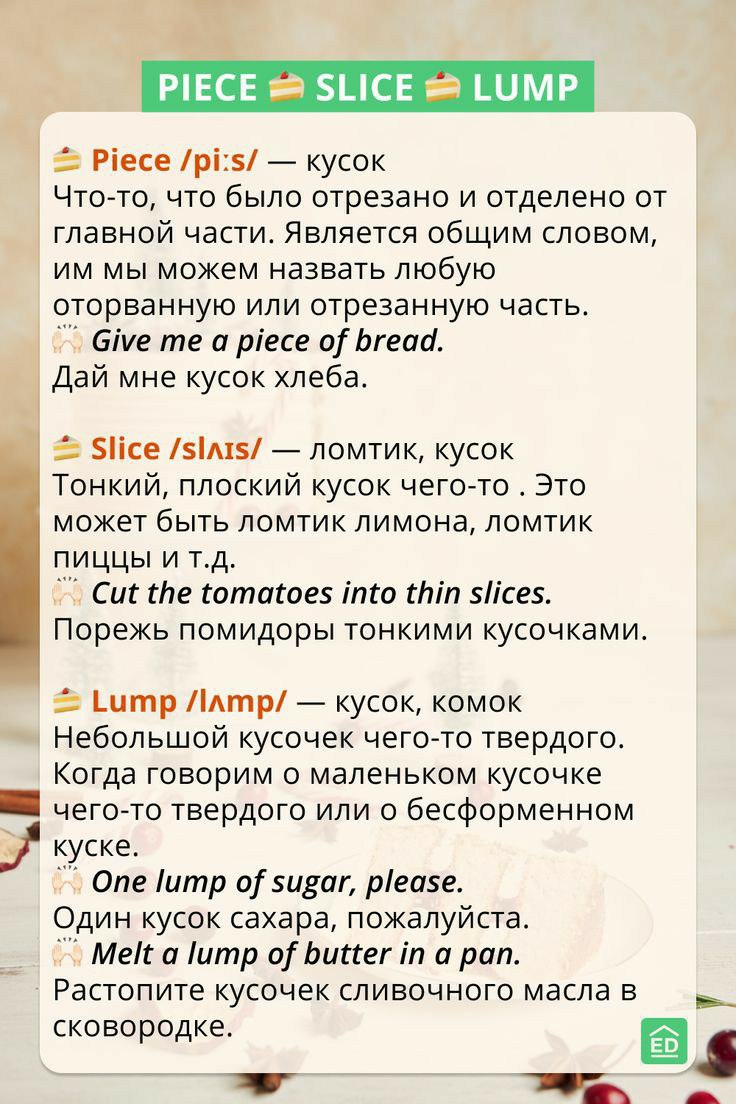 PIECE 🍰 SLICE 🍰 LUMP
🍰 Piece /piːs/ — кусок
Что-то, что было отрезано и отделено от
главной части. Является общим словом,
им мы можем назвать любую
оторванную или отрезанную часть.
🙌🏻 Give me a piece of bread.
Дай мне кусок хлеба.
🍰 Slice /slʌɪs/ — ломтик, кусок
Тонкий, плоский кусок чего-то . Это
может быть ломтик лимона, ломтик
пиццы и т.д.
🙌🏻 Cut the tomatoes into thin slices.
Порежь помидоры тонкими кусочками.
🍰 Lump /lʌmp/ — кусок, комок
Небольшой кусочек чего-то твердого.
Когда говорим о маленьком кусочке
чего-то твердого или о бесформенном
куске.
🙌🏻 One lump of sugar, please.
Один кусок сахара, пожалуйста.
🙌🏻 Melt a lump of butter in a pan.
Растопите кусочек сливочного масла в
сковородке.
ED